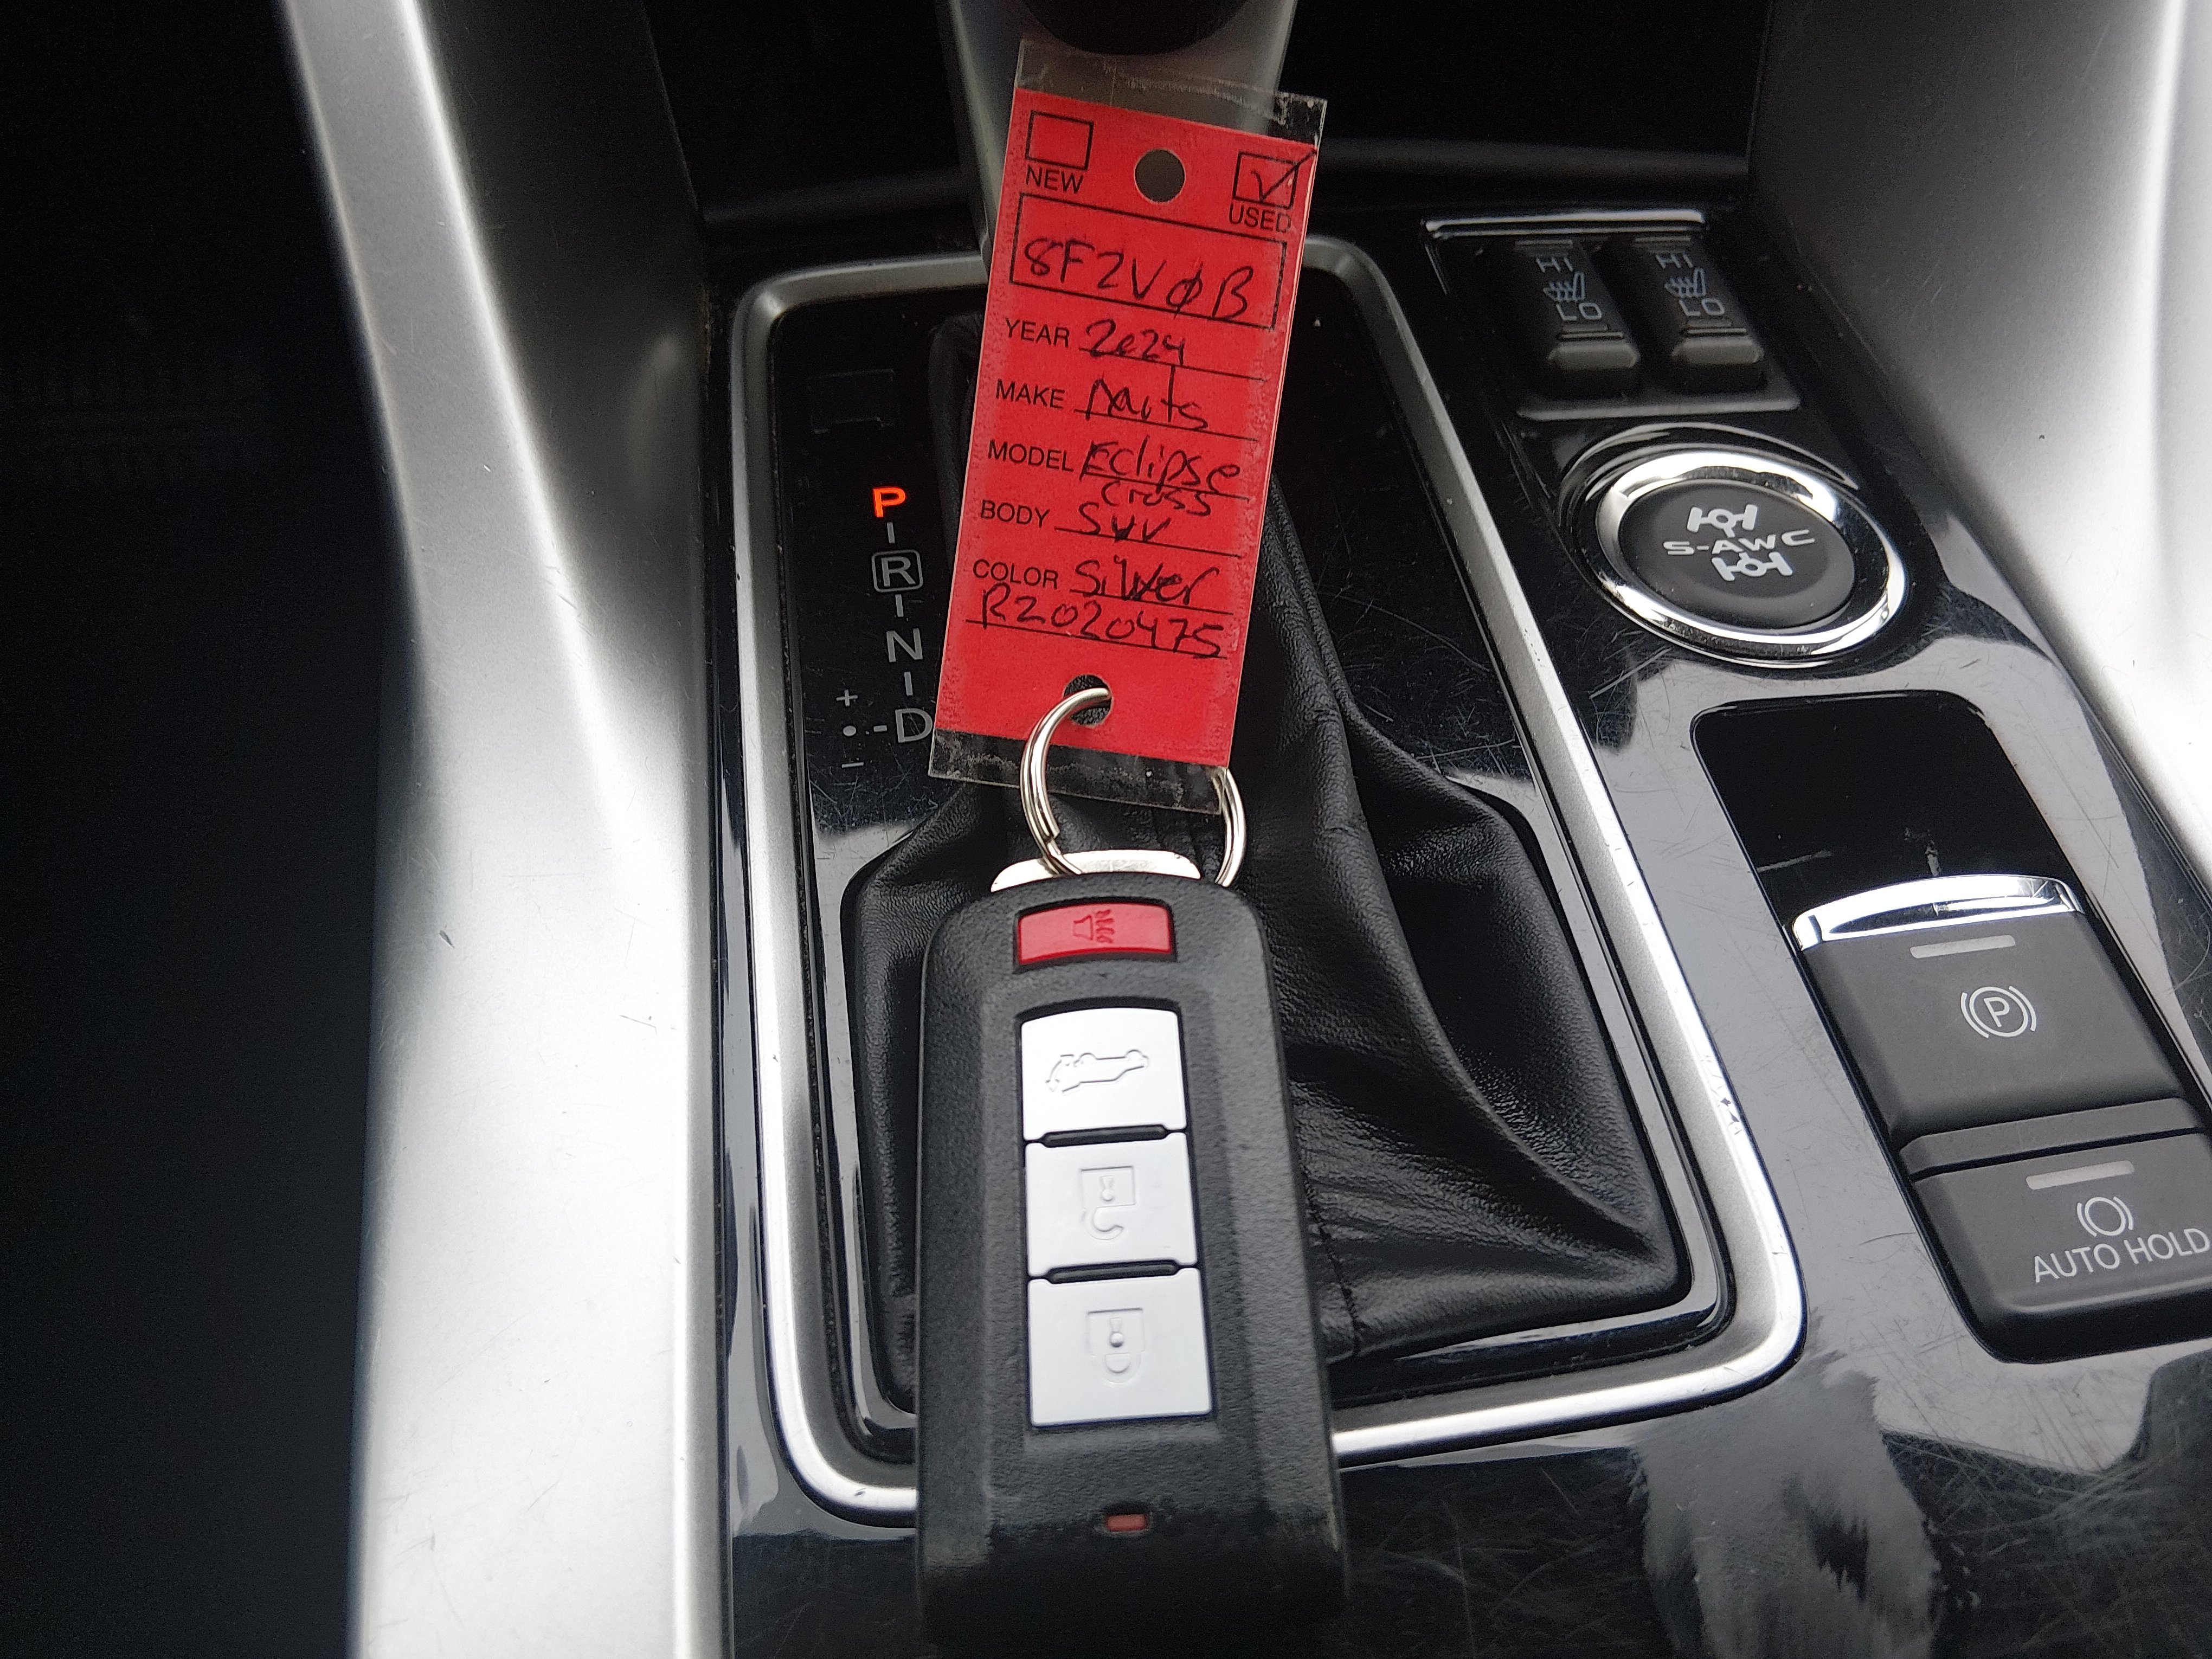 NEW USED
8F2VØB
YEAR 2024
MAKE Mits
MODEL Eclipse
cross
BODY SUV
COLOR Silver
RZ020475
HI HI
LO LO
P
R
N
+
- D
–
S-AWC
P
AUTO HOLD